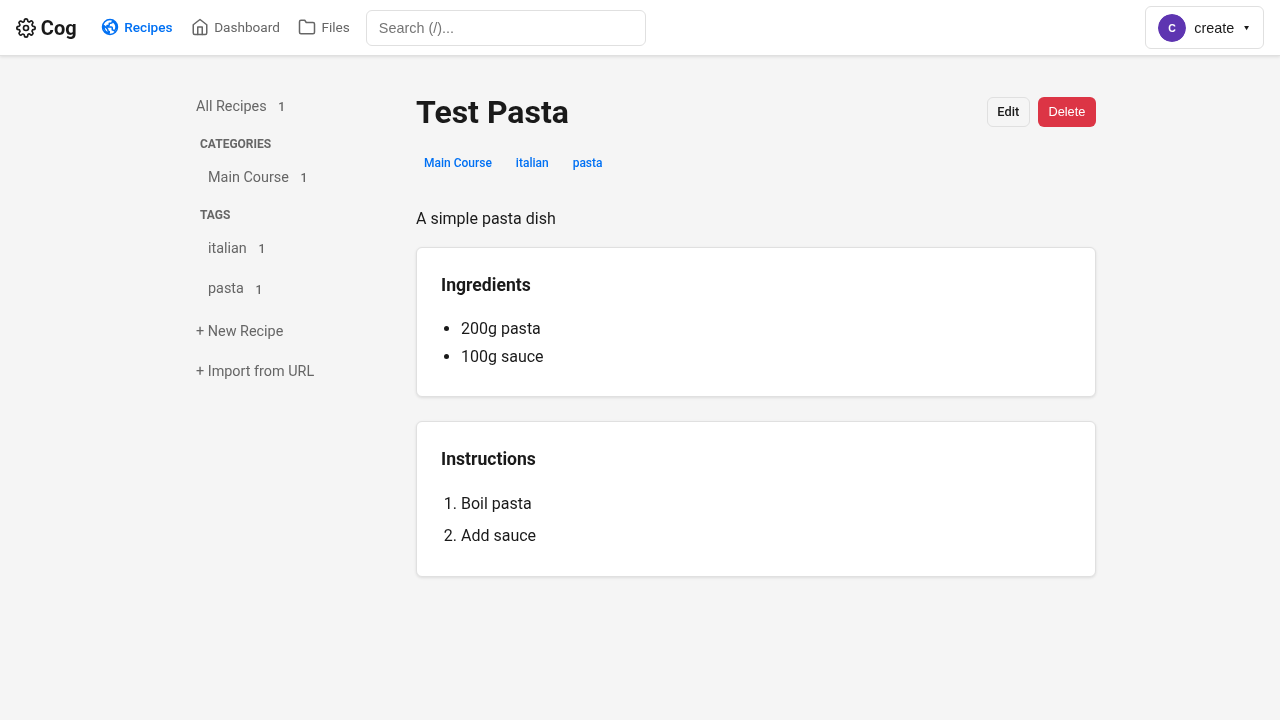 Cog Recipes Dashboard Files Search (/)... C create ▾
All Recipes 1
CATEGORIES
Main Course 1
TAGS
italian 1
pasta 1
+ New Recipe
+ Import from URL
Test Pasta Edit Delete
Main Course italian pasta
A simple pasta dish
Ingredients
• 200g pasta
• 100g sauce
Instructions
1. Boil pasta
2. Add sauce